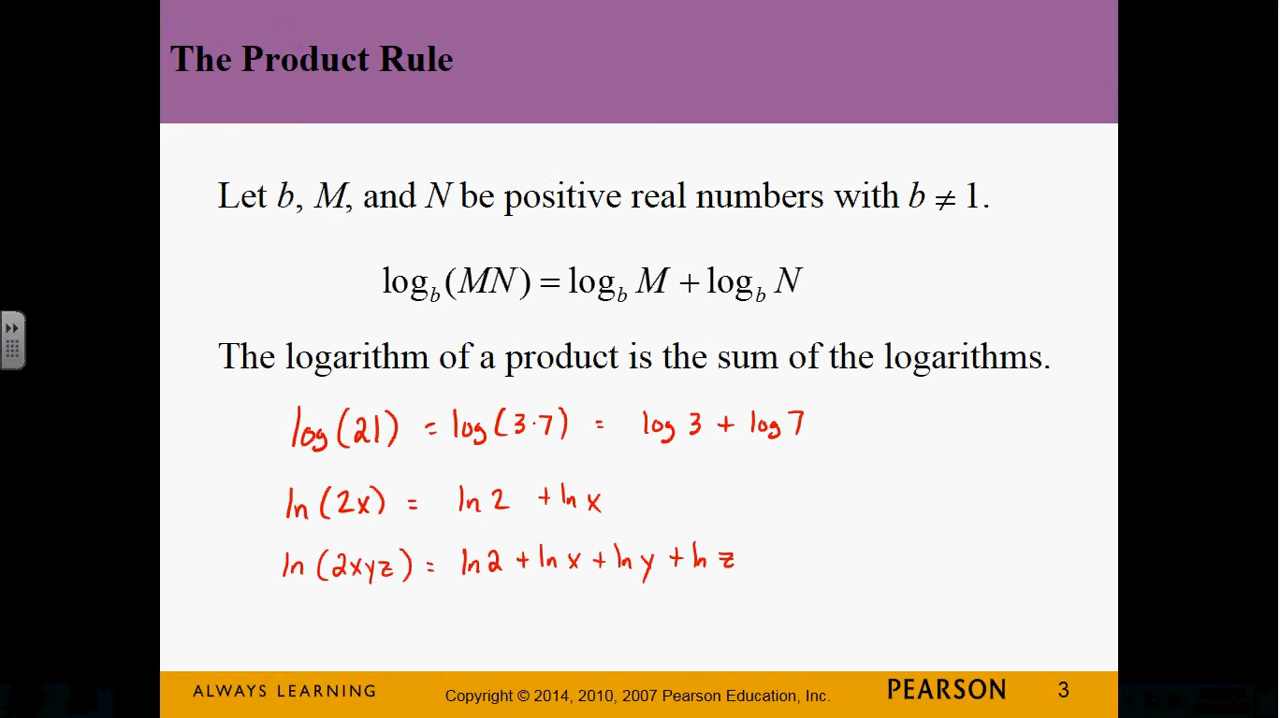 The Product Rule
Let b, M, and N be positive real numbers with b ≠ 1.
log_b(MN) = log_b M + log_b N
The logarithm of a product is the sum of the logarithms.
log(21) = log(3·7) = log 3 + log 7
ln(2x) = ln 2 + ln x
ln(2xyz) = ln 2 + ln x + ln y + ln z
ALWAYS LEARNING Copyright © 2014, 2010, 2007 Pearson Education, Inc. PEARSON 3